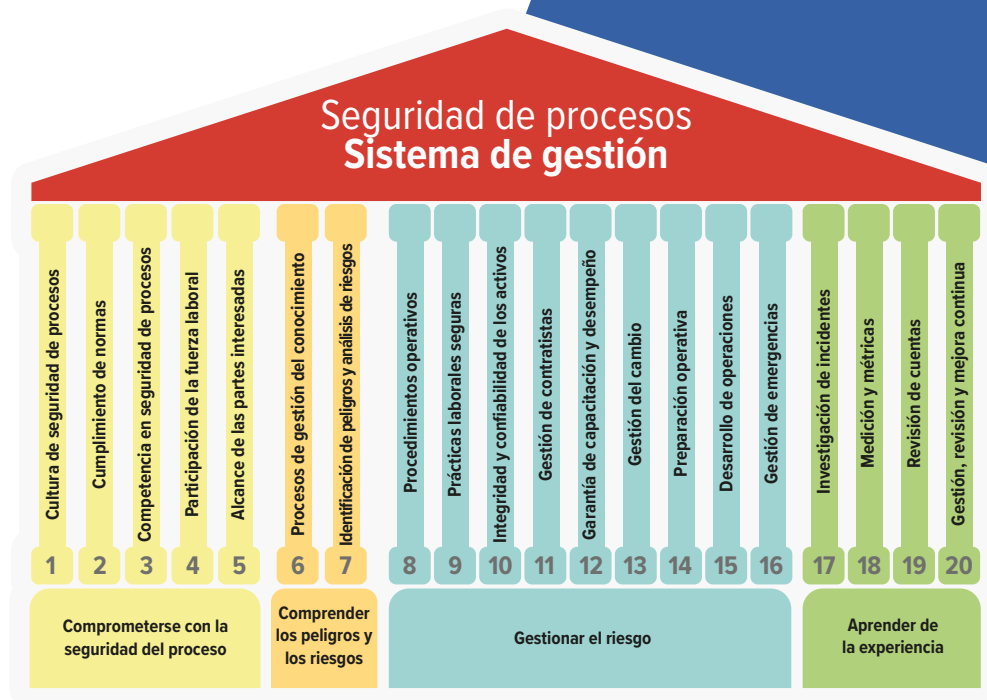 Seguridad de procesos
Sistema de gestión
Cultura de seguridad de procesos
Cumplimiento de normas
Competencia en seguridad de procesos
Participación de la fuerza laboral
Alcance de las partes interesadas
Procesos de gestión del conocimiento
Identificación de peligros y análisis de riesgos
Procedimientos operativos
Prácticas laborales seguras
Integridad y confiabilidad de los activos
Gestión de contratistas
Garantía de capacitación y desempeño
Gestión del cambio
Preparación operativa
Desarrollo de operaciones
Gestión de emergencias
Investigación de incidentes
Medición y métricas
Revisión de cuentas
Gestión, revisión y mejora continua
1 2 3 4 5 6 7 8 9 10 11 12 13 14 15 16 17 18 19 20
Comprometerse con la
seguridad del proceso
Comprender
los peligros y
los riesgos
Gestionar el riesgo
Aprender de
la experiencia